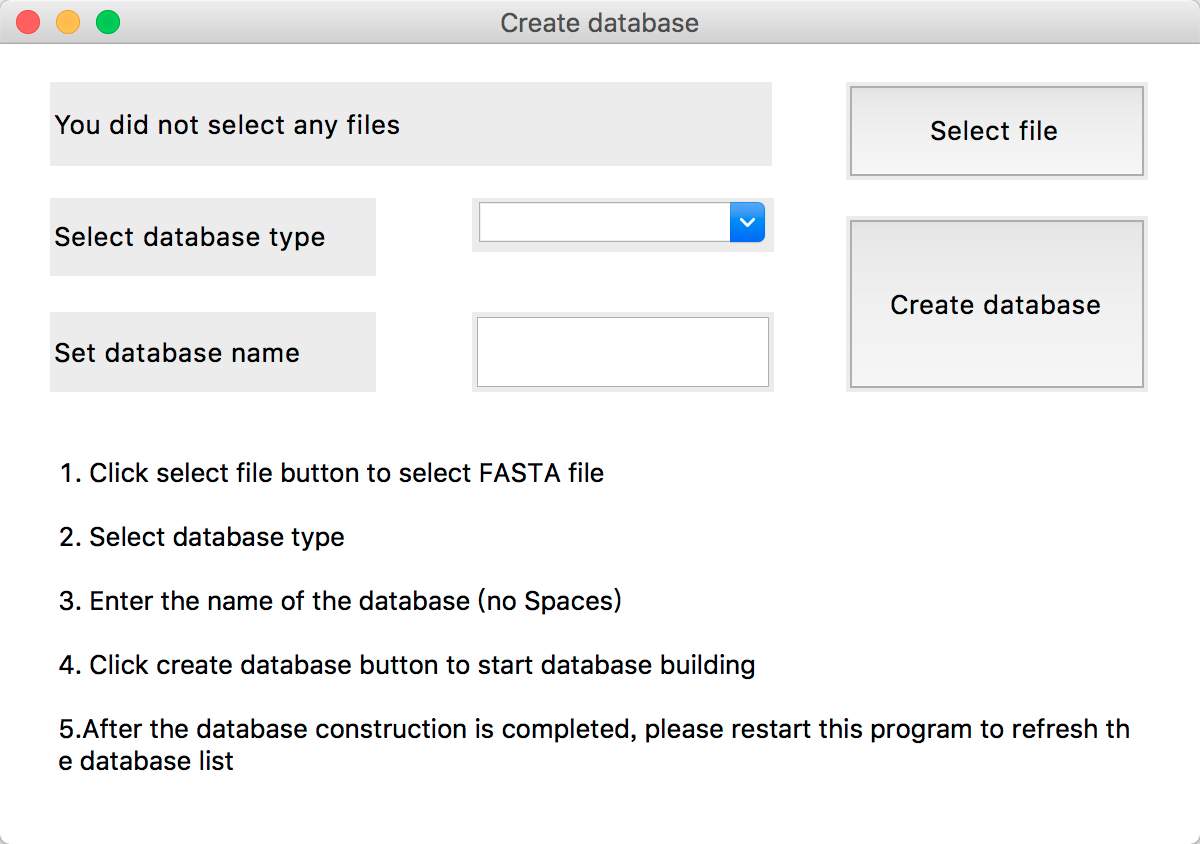 Create database
You did not select any files
Select file
Select database type
Create database
Set database name
1. Click select file button to select FASTA file
2. Select database type
3. Enter the name of the database (no Spaces)
4. Click create database button to start database building
5.After the database construction is completed, please restart this program to refresh th
e database list